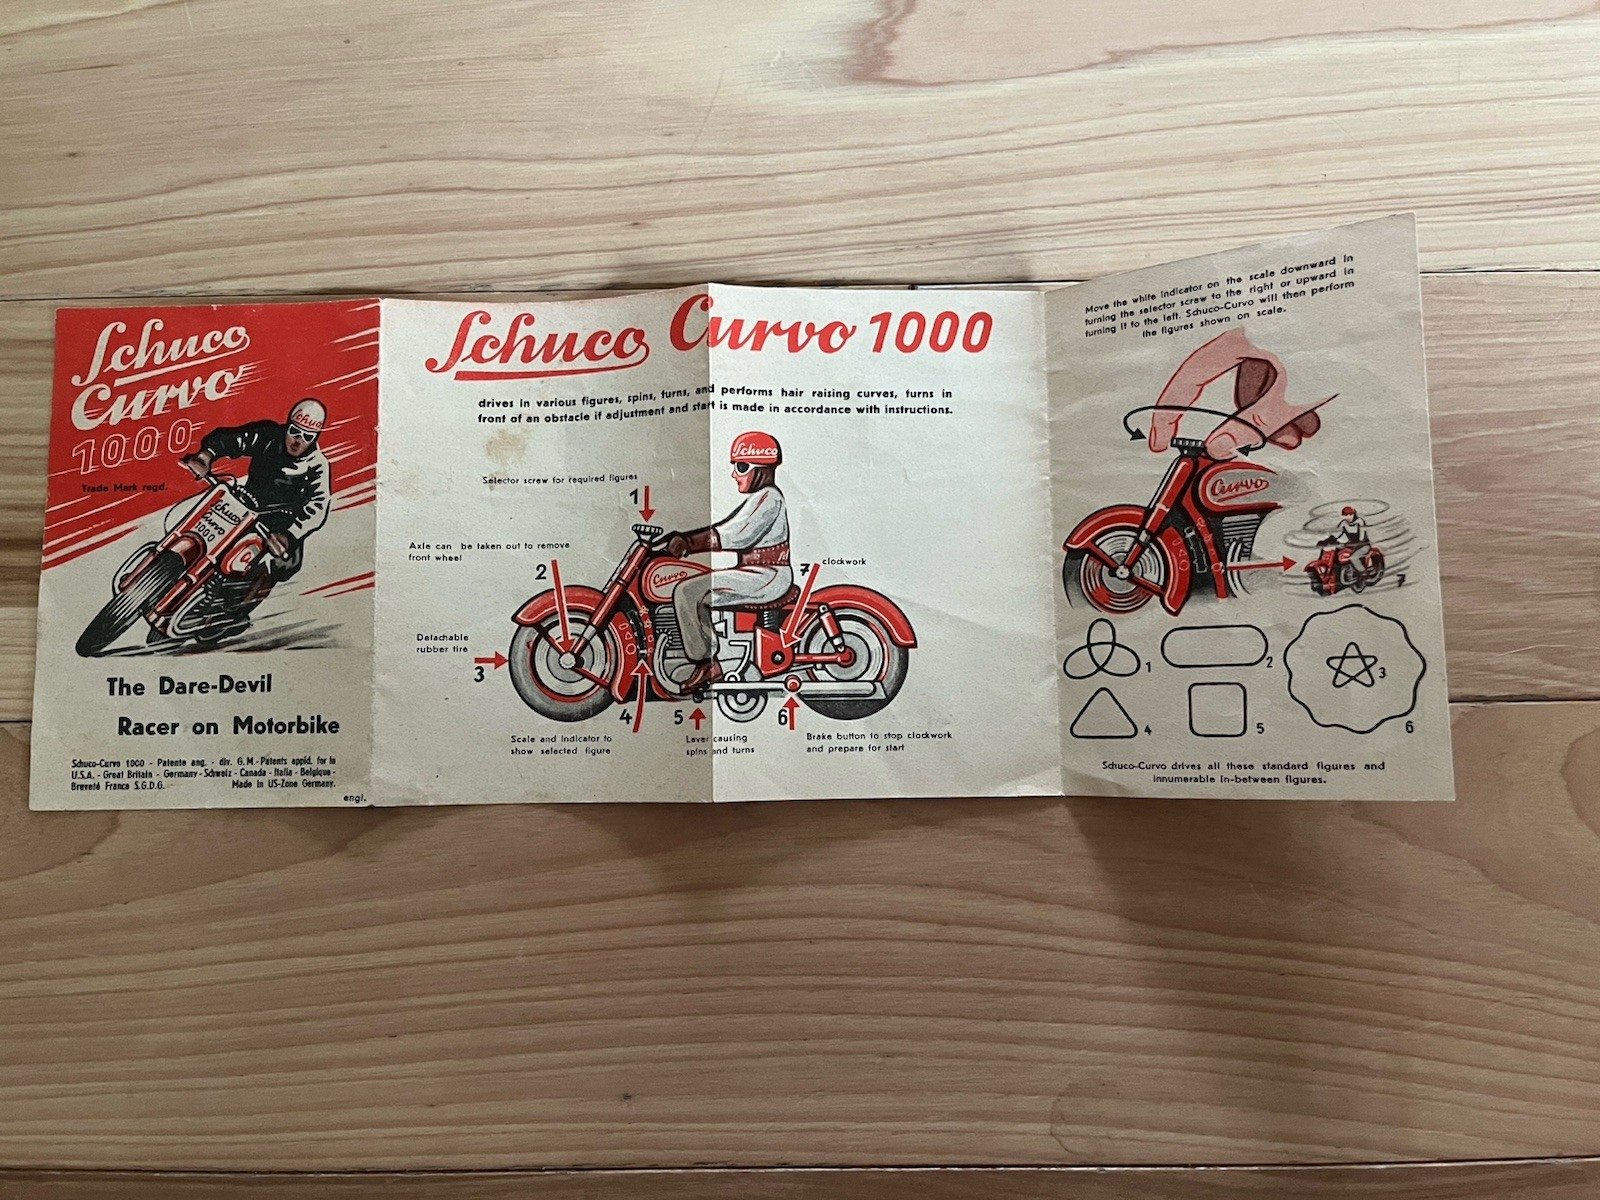 Schuco
Curvo
1000
Trade Mark regd.
Schuco
Schuco
Curvo
1000
The Dare-Devil
Racer on Motorbike
Schuco-Curvo 1000 - Patente ang. - div. G. M.- Patents appld. for in
U.S.A. - Great Britain - Germany - Schweiz - Canada - Italia - Belgique -
Breveté France S.G.D.G. Made in US-Zone Germany.
engl.
Schuco Curvo 1000
drives in various figures, spins, turns, and performs hair raising curves, turns in
front of an obstacle if adjustment and start is made in accordance with instructions.
Schuco
Selector screw for required figures
1
Axle can be taken out to remove
front wheel
2
Curvo
7 clockwork
Detachable
rubber tire
3
4
5
6
Scale and indicator to
show selected figure
Lever causing
spins and turns
Brake button to stop clockwork
and prepare for start
Move the white indicator on the scale downward in
turning the selector screw to the right or upward in
turning it to the left. Schuco-Curvo will then perform
the figures shown on scale.
Curvo
7
1
2
3
4
5
6
Schuco-Curvo drives all these standard figures and
innumerable in-between figures.